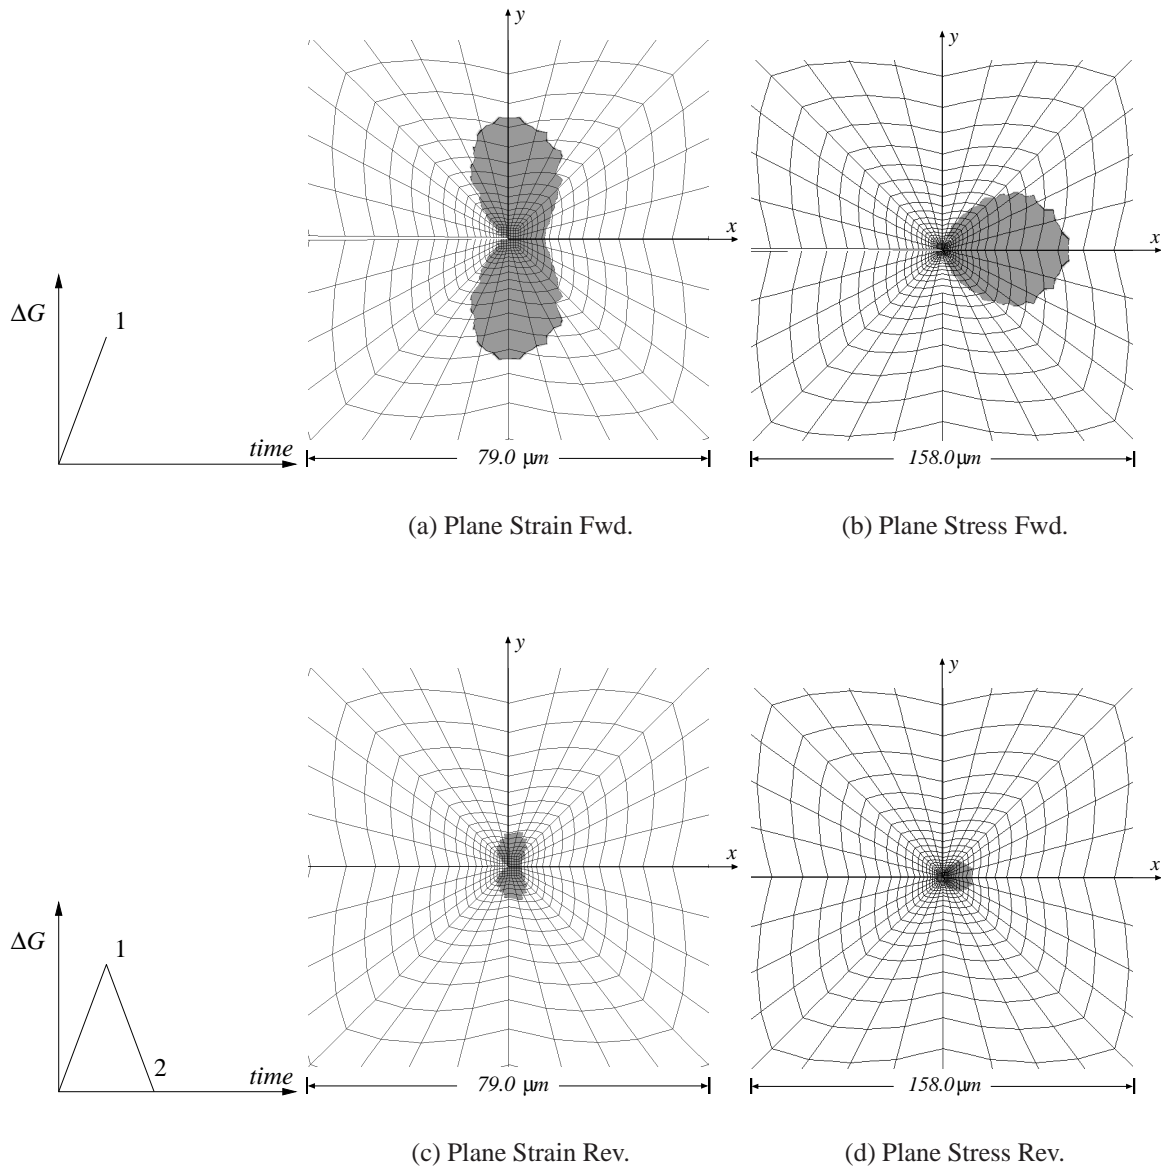 y
x
ΔG
1
time
79.0 μm
(a) Plane Strain Fwd.
y
x
158.0 μm
(b) Plane Stress Fwd.
y
x
ΔG
1
2
time
79.0 μm
(c) Plane Strain Rev.
y
x
158.0 μm
(d) Plane Stress Rev.